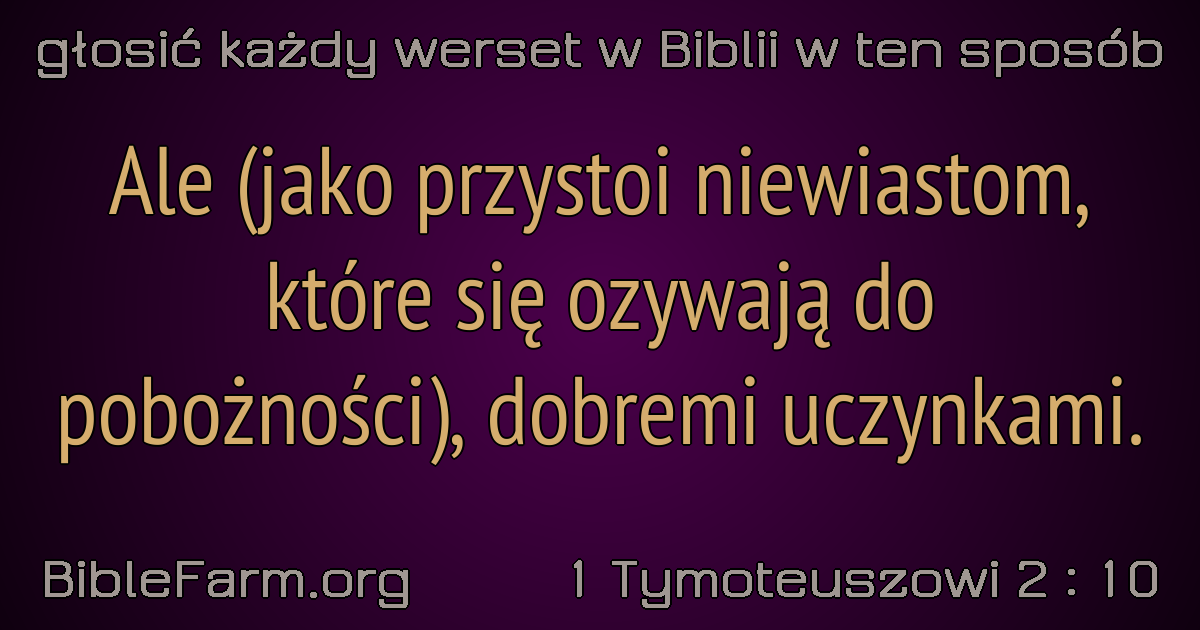 głosić każdy werset w Biblii w ten sposób
Ale (jako przystoi niewiastom,
które się ozywają do
pobożności), dobremi uczynkami.
BibleFarm.org 1 Tymoteuszowi 2 : 10